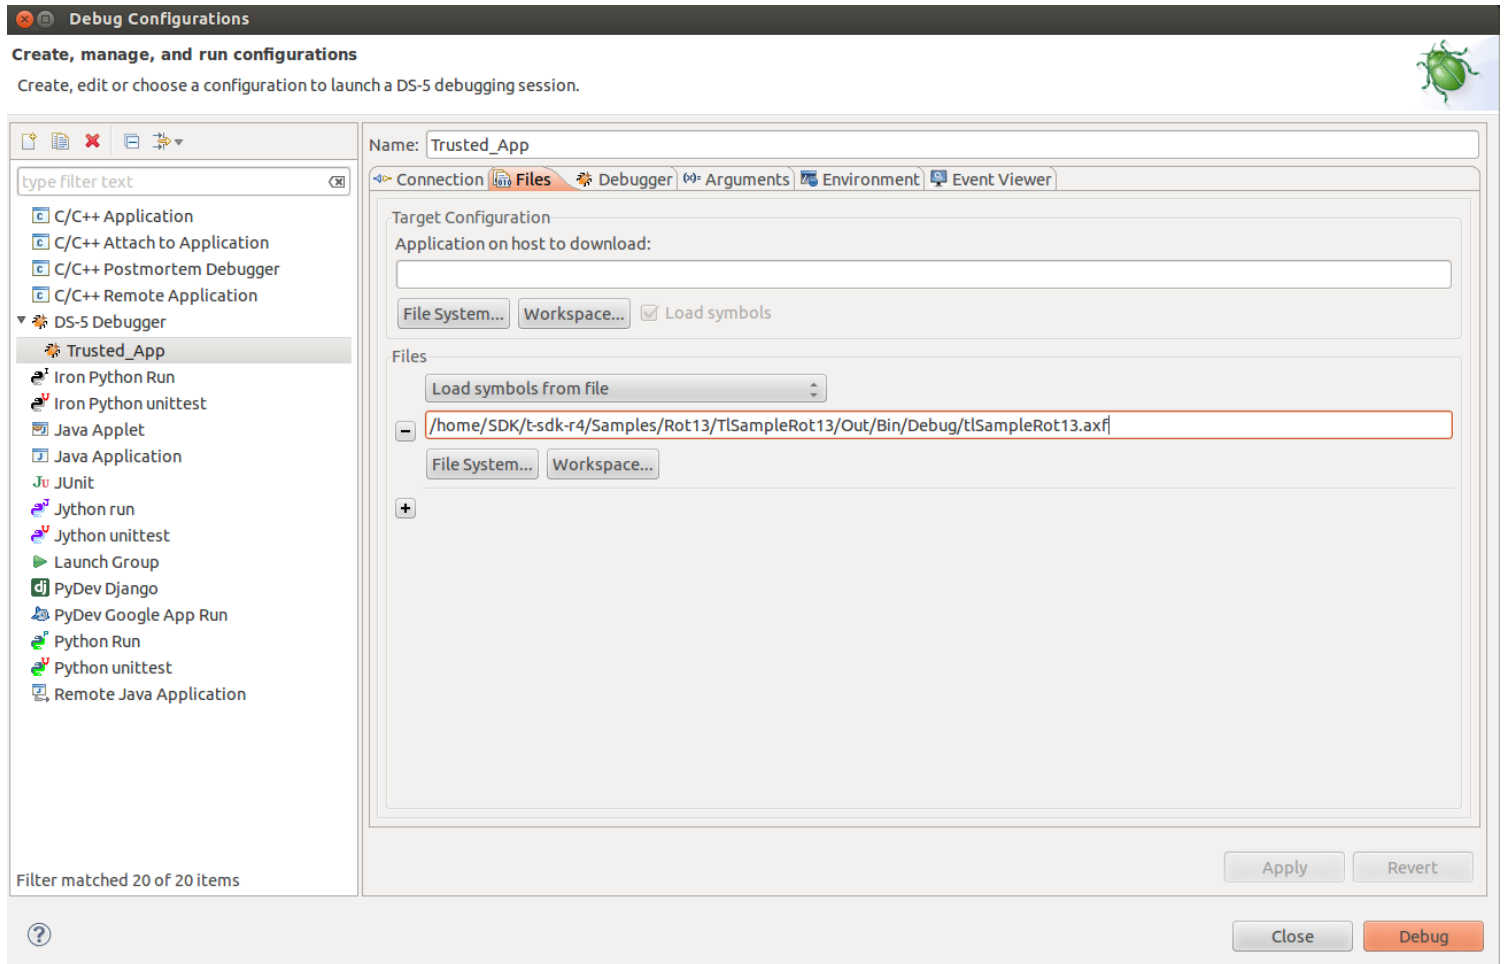 Debug Configurations
Create, manage, and run configurations
Create, edit or choose a configuration to launch a DS-5 debugging session.
type filter text
C/C++ Application
C/C++ Attach to Application
C/C++ Postmortem Debugger
C/C++ Remote Application
DS-5 Debugger
Trusted_App
Iron Python Run
Iron Python unittest
Java Applet
Java Application
JUnit
Jython run
Jython unittest
Launch Group
PyDev Django
PyDev Google App Run
Python Run
Python unittest
Remote Java Application
Filter matched 20 of 20 items
Name: Trusted_App
Connection Files Debugger Arguments Environment Event Viewer
Target Configuration
Application on host to download:
File System... Workspace... Load symbols
Files
Load symbols from file
/home/SDK/t-sdk-r4/Samples/Rot13/TlSampleRot13/Out/Bin/Debug/tlSampleRot13.axf
File System... Workspace...
Apply Revert
Close Debug